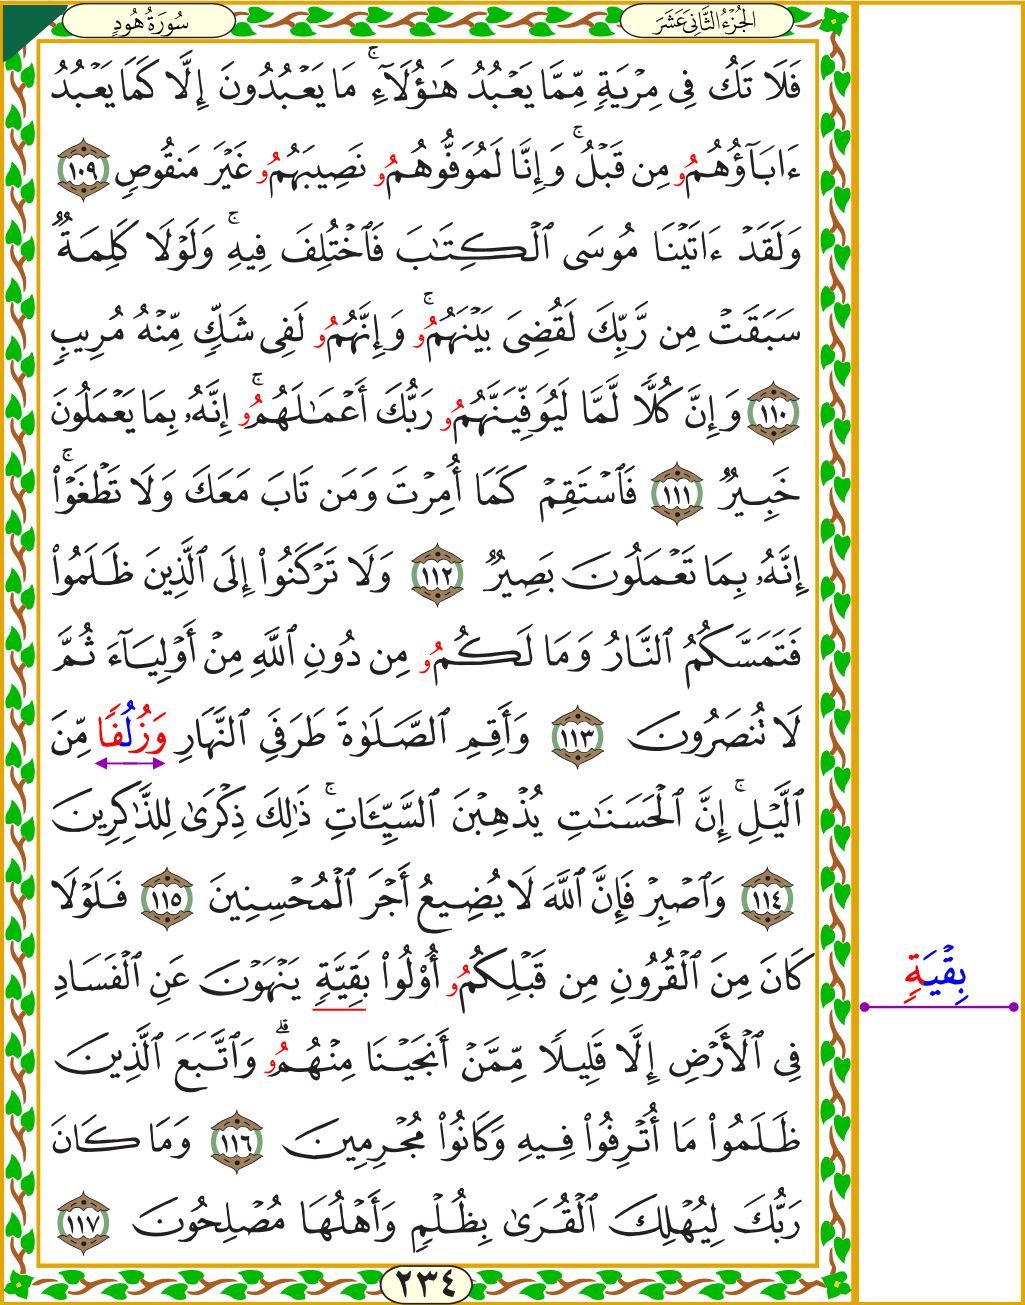 سُورَةُ هُودٍ
الجُزْءُ الثَّانِي عَشَرَ
فَلَا تَكُ فِى مِرْيَةٍ مِّمَّا يَعْبُدُ هَـٰٓؤُلَآءِ ۚ مَا يَعْبُدُونَ إِلَّا كَمَا يَعْبُدُ
ءَابَآؤُهُمُو مِن قَبْلُ ۚ وَإِنَّا لَمُوَفُّوهُمُو نَصِيبَهُمُو غَيْرَ مَنقُوصٍ ١٠٩
وَلَقَدْ ءَاتَيْنَا مُوسَى ٱلْكِتَـٰبَ فَٱخْتُلِفَ فِيهِ ۚ وَلَوْلَا كَلِمَةٌ
سَبَقَتْ مِن رَّبِّكَ لَقُضِىَ بَيْنَهُمُو ۚ وَإِنَّهُمُو لَفِى شَكٍّ مِّنْهُ مُرِيبٍ
١١٠ وَإِنَّ كُلًّا لَّمَّا لَيُوَفِّيَنَّهُمُو رَبُّكَ أَعْمَـٰلَهُمُو ۚ إِنَّهُۥ بِمَا يَعْمَلُونَ
خَبِيرٌ ١١١ فَٱسْتَقِمْ كَمَا أُمِرْتَ وَمَن تَابَ مَعَكَ وَلَا تَطْغَوْا۟ ۚ
إِنَّهُۥ بِمَا تَعْمَلُونَ بَصِيرٌ ١١٢ وَلَا تَرْكَنُوا۟ إِلَى ٱلَّذِينَ ظَلَمُوا۟
فَتَمَسَّكُمُ ٱلنَّارُ وَمَا لَكُمُو مِن دُونِ ٱللَّهِ مِنْ أَوْلِيَآءَ ثُمَّ
لَا تُنصَرُونَ ١١٣ وَأَقِمِ ٱلصَّلَوٰةَ طَرَفَىِ ٱلنَّهَارِ وَزُلُفًا مِّنَ
ٱلَّيْلِ ۚ إِنَّ ٱلْحَسَنَـٰتِ يُذْهِبْنَ ٱلسَّيِّـَٔاتِ ۚ ذَٰلِكَ ذِكْرَىٰ لِلذَّٰكِرِينَ
١١٤ وَٱصْبِرْ فَإِنَّ ٱللَّهَ لَا يُضِيعُ أَجْرَ ٱلْمُحْسِنِينَ ١١٥ فَلَوْلَا
كَانَ مِنَ ٱلْقُرُونِ مِن قَبْلِكُمُو أُو۟لُوا۟ بَقِيَّةٍ يَنْهَوْنَ عَنِ ٱلْفَسَادِ
بِقْيَةٍ
فِى ٱلْأَرْضِ إِلَّا قَلِيلًا مِّمَّنْ أَنجَيْنَا مِنْهُمُو ۗ وَٱتَّبَعَ ٱلَّذِينَ
ظَلَمُوا۟ مَا أُتْرِفُوا۟ فِيهِ وَكَانُوا۟ مُجْرِمِينَ ١١٦ وَمَا كَانَ
رَبُّكَ لِيُهْلِكَ ٱلْقُرَىٰ بِظُلْمٍ وَأَهْلُهَا مُصْلِحُونَ ١١٧
٢٣٤